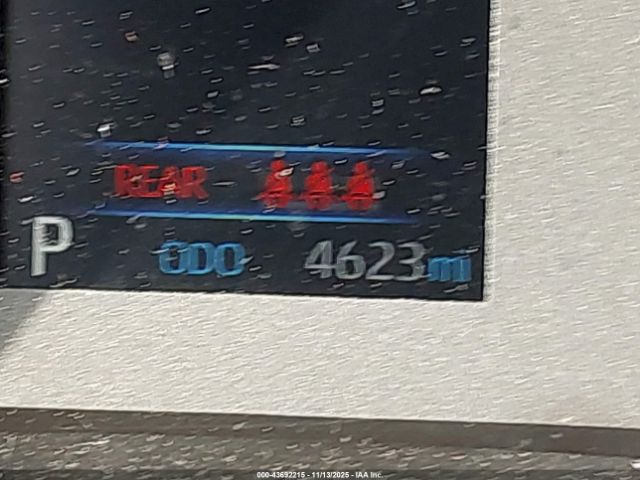 REAR
P ODO 4623 mi
000-43692215 - 11/13/2025 - IAA Inc.